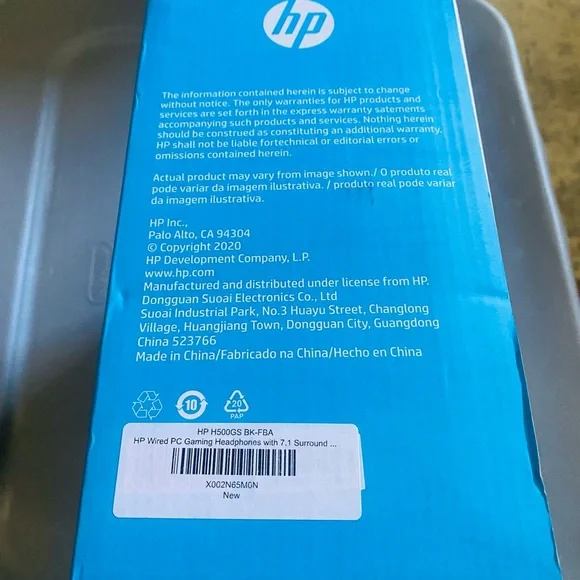 hp
The information contained herein is subject to change
without notice. The only warranties for HP products and
services are set forth in the express warranty satements
accompanying such products and services. Nothing herein
should be construed as constituting an additional warranty.
HP shall not be liable fortechnical or editorial errors or
omissions contained herein.
Actual product may vary from image shown./ O produto real
pode variar da imagem ilustrativa. / produto real pode variar
da imagem ilustrativa.
HP Inc.,
Palo Alto, CA 94304
© Copyright 2020
HP Development Company, L.P.
www.hp.com
Manufactured and distributed under license from HP.
Dongguan Suoai Electronics Co., Ltd
Suoai Industrial Park, No.3 Huayu Street, Changlong
Village, Huangjiang Town, Dongguan City, Guangdong
China 523766
Made in China/Fabricado na China/Hecho en China
10
20
PAP
HP H500GS BK-FBA
HP Wired PC Gaming Headphones with 7.1 Surround ...
X002N65M0N
New